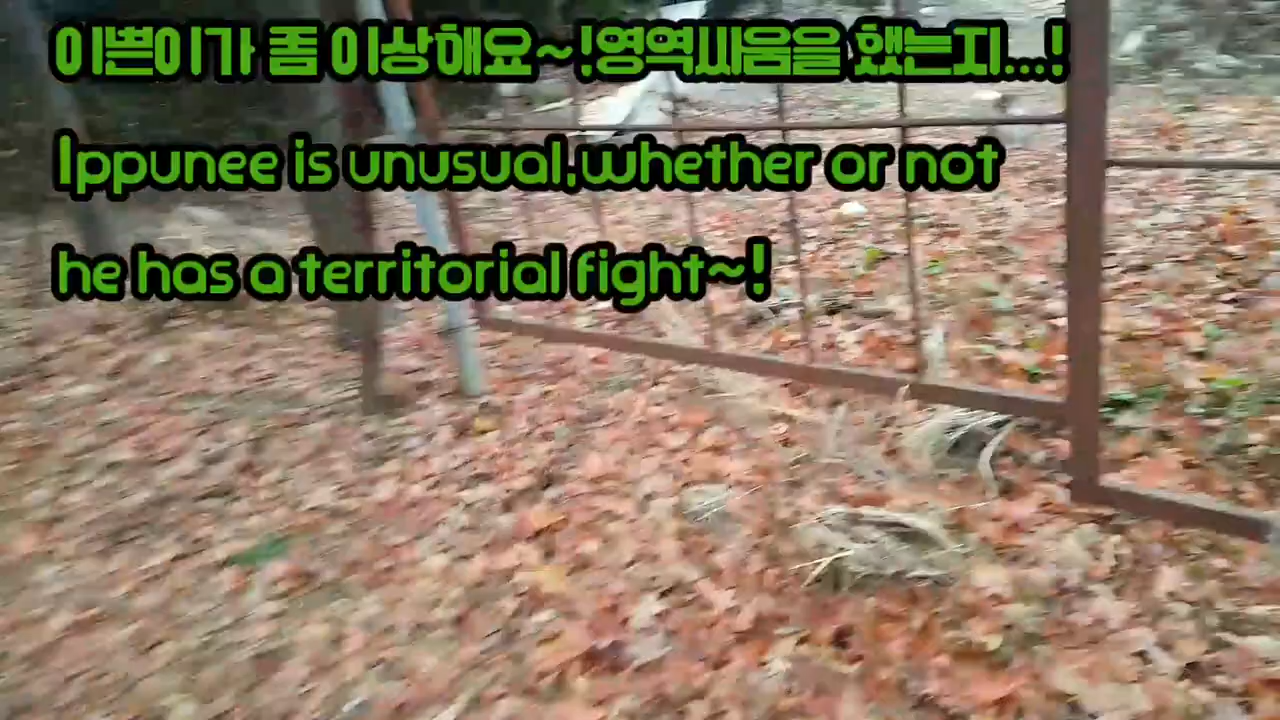 이쁜이가 좀 이상해요~!영역싸움을 했는지...!
Ippunee is unusual,whether or not
he has a territorial fight~!